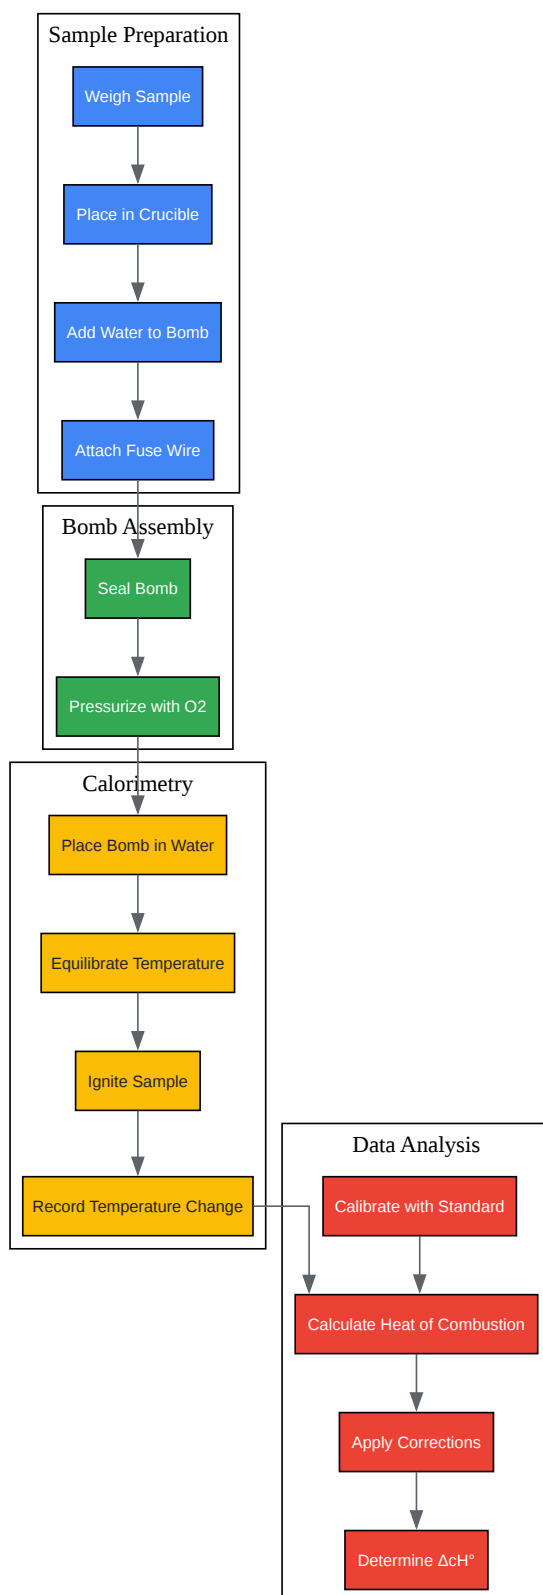 Sample Preparation
Weigh Sample
Place in Crucible
Add Water to Bomb
Attach Fuse Wire
Bomb Assembly
Seal Bomb
Pressurize with O2
Calorimetry
Place Bomb in Water
Equilibrate Temperature
Ignite Sample
Record Temperature Change
Data Analysis
Calibrate with Standard
Calculate Heat of Combustion
Apply Corrections
Determine ΔcH°